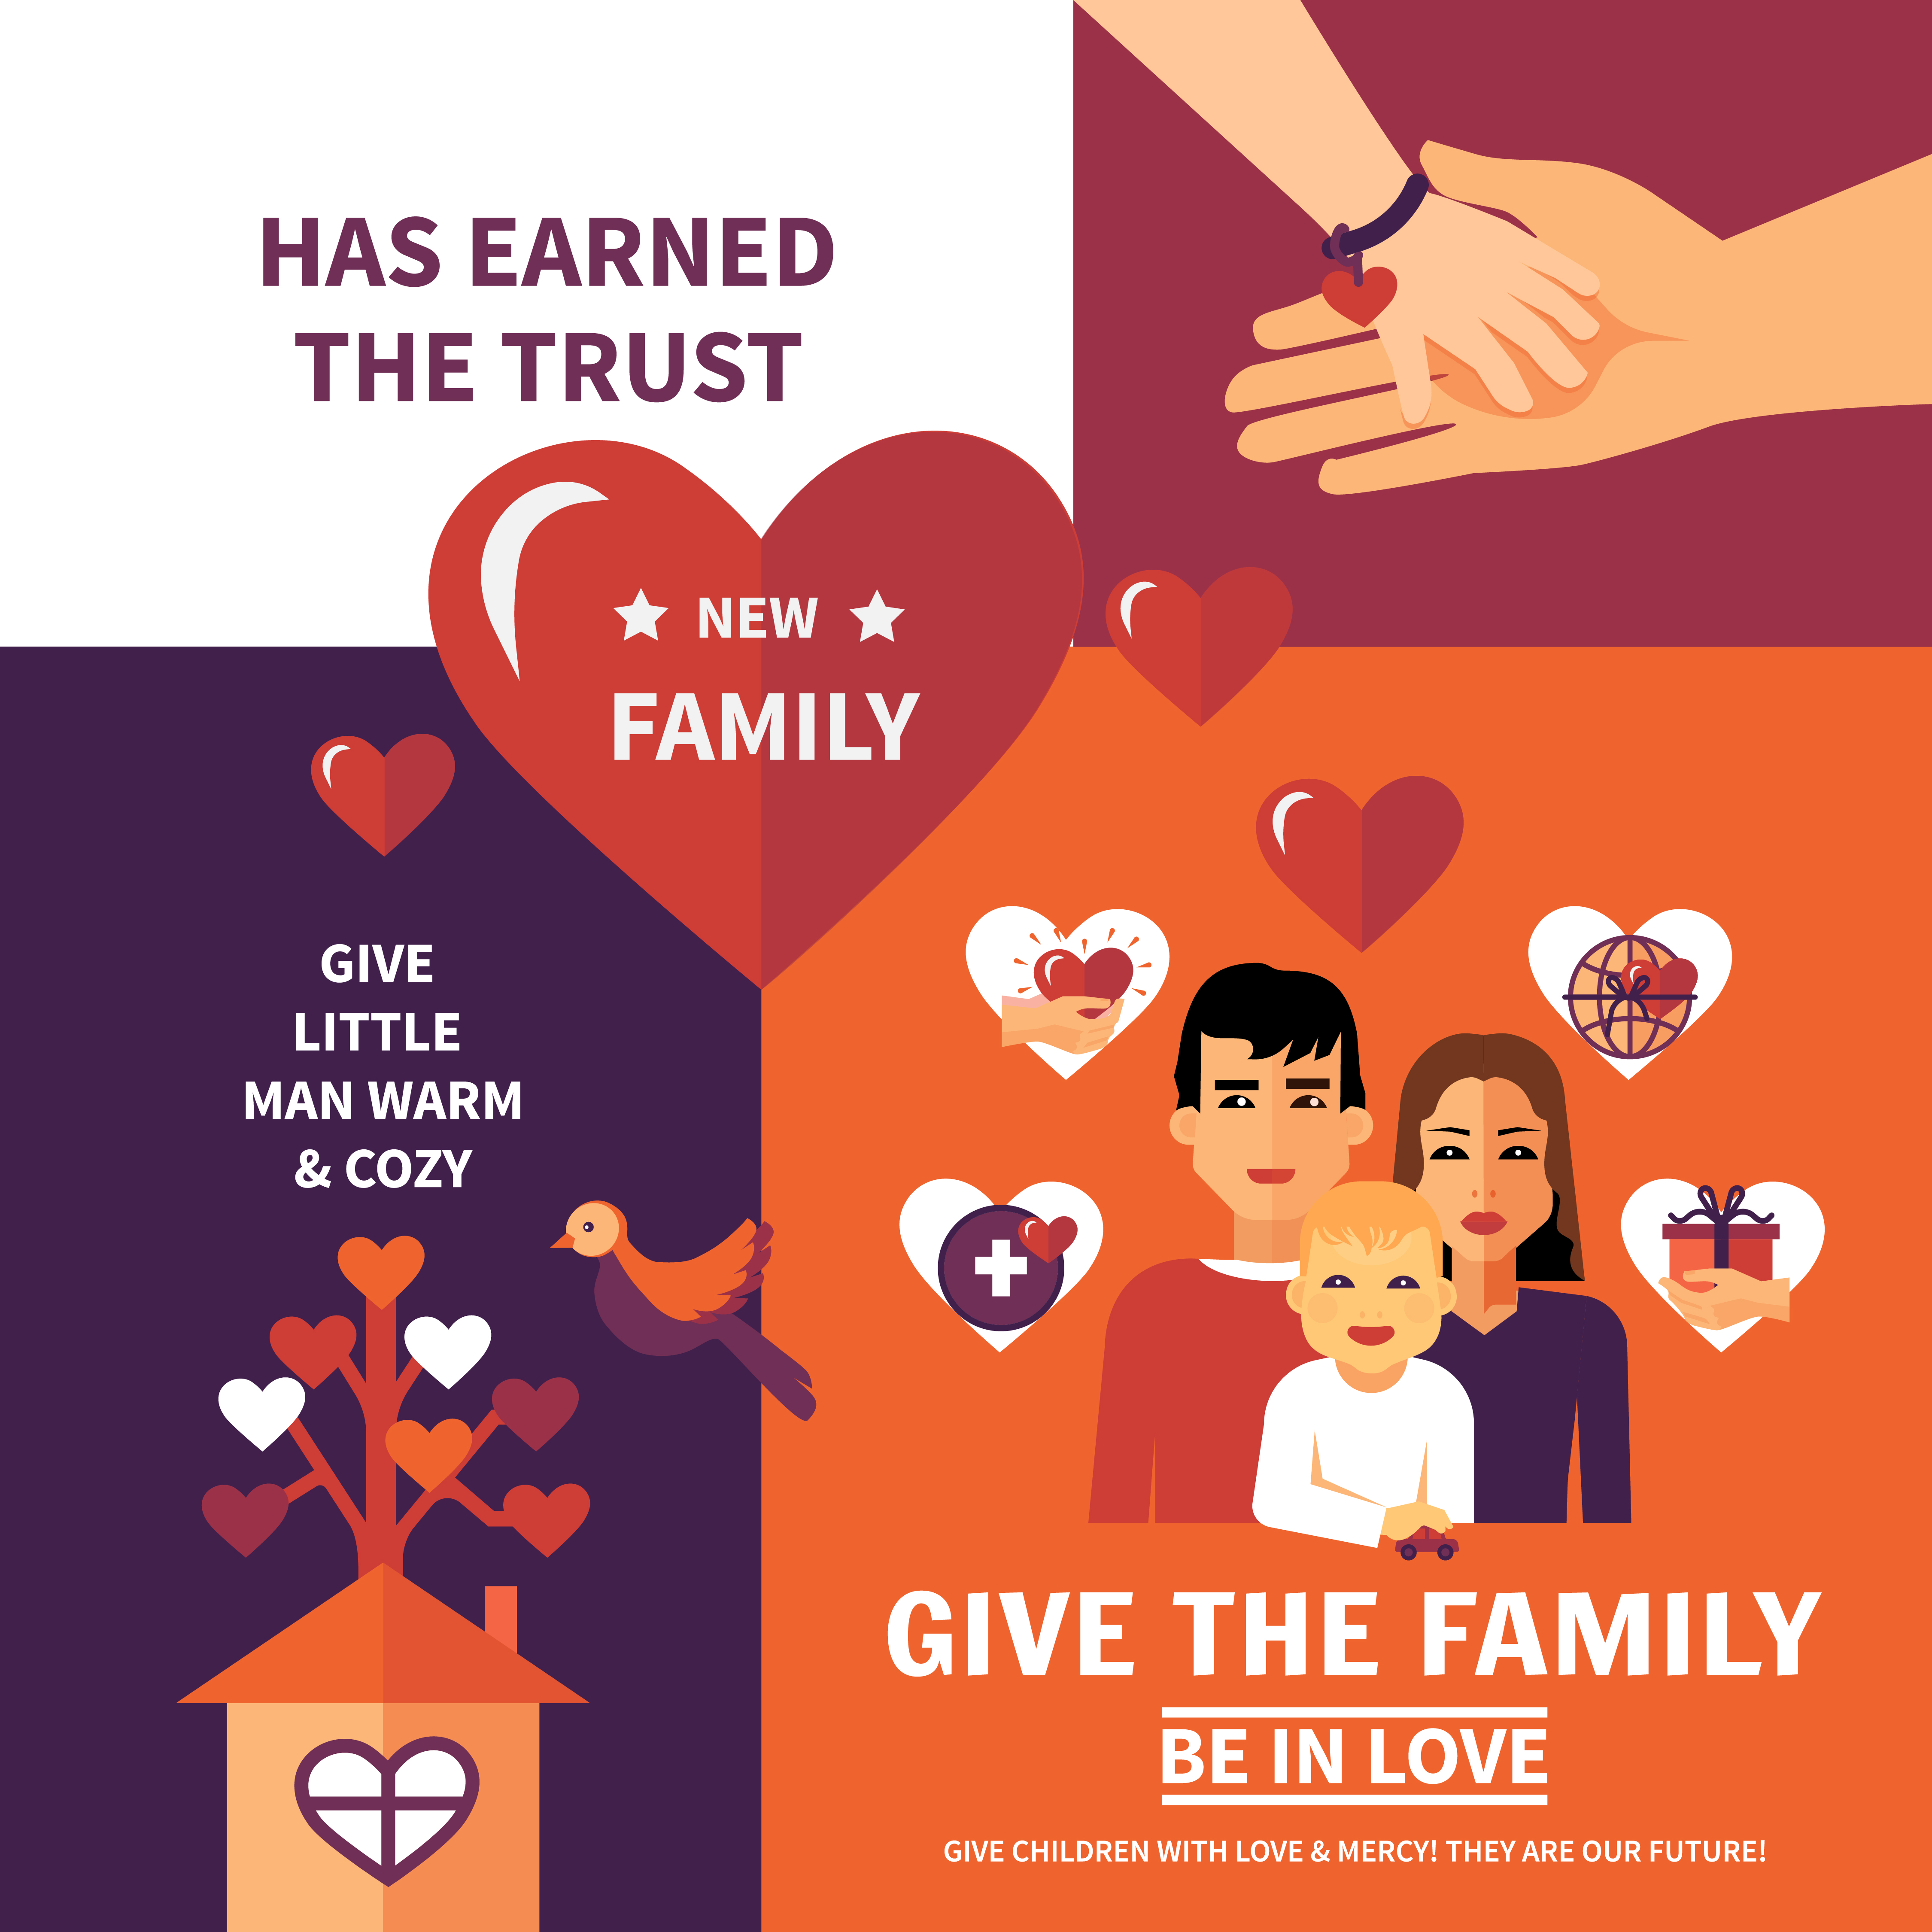 HAS EARNED
THE TRUST
NEW
FAMILY
GIVE
LITTLE
MAN WARM
& COZY
GIVE THE FAMILY
BE IN LOVE
GIVE CHILDREN WITH LOVE & MERCY! THEY ARE OUR FUTURE!